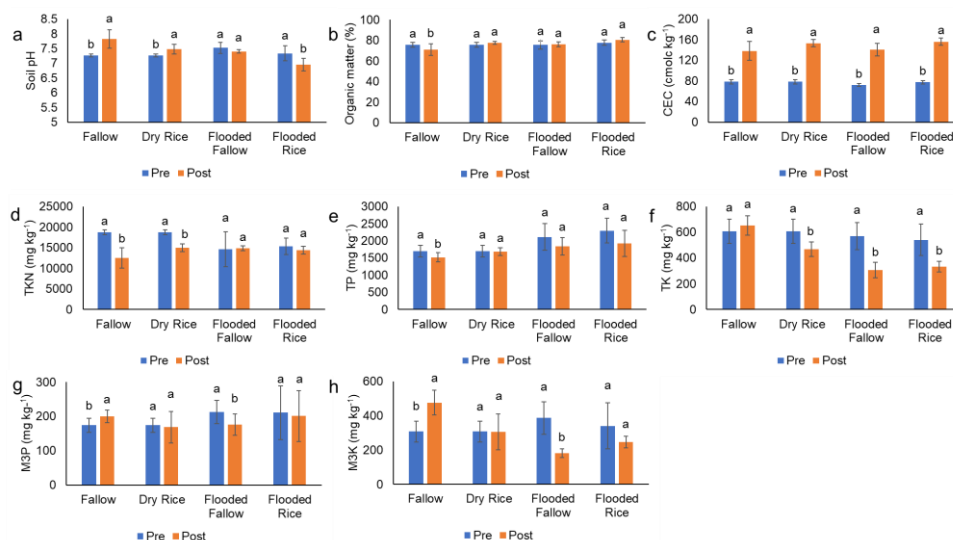 a
Soil pH
8.5
8
7.5
7
6.5
6
5.5
5
b a b a a a a b
Fallow Dry Rice Flooded Fallow Flooded Rice
Pre Post
b
Organic matter (%)
100
80
60
40
20
0
a b a a a a a a
Fallow Dry Rice Flooded Fallow Flooded Rice
Pre Post
c
CEC (cmolc kg⁻¹)
160
120
80
40
0
b a b a b a b a
Fallow Dry Rice Flooded Fallow Flooded Rice
Pre Post
d
TKN (mg kg⁻¹)
25000
20000
15000
10000
5000
0
a b a b a a a a
Fallow Dry Rice Flooded Fallow Flooded Rice
Pre Post
e
TP (mg kg⁻¹)
3000
2500
2000
1500
1000
500
0
a b a a a a a a
Fallow Dry Rice Flooded Fallow Flooded Rice
Pre Post
f
TK (mg kg⁻¹)
800
600
400
200
0
a a a b a b a b
Fallow Dry Rice Flooded Fallow Flooded Rice
Pre Post
g
M3P (mg kg-¹)
300
200
100
0
b a a a a b a a
Fallow Dry Rice Flooded Fallow Flooded Rice
Pre Post
h
M3K (mg kg⁻¹)
600
400
200
0
b a a a a b a a
Fallow Dry Rice Flooded Fallow Flooded Rice
Pre Post